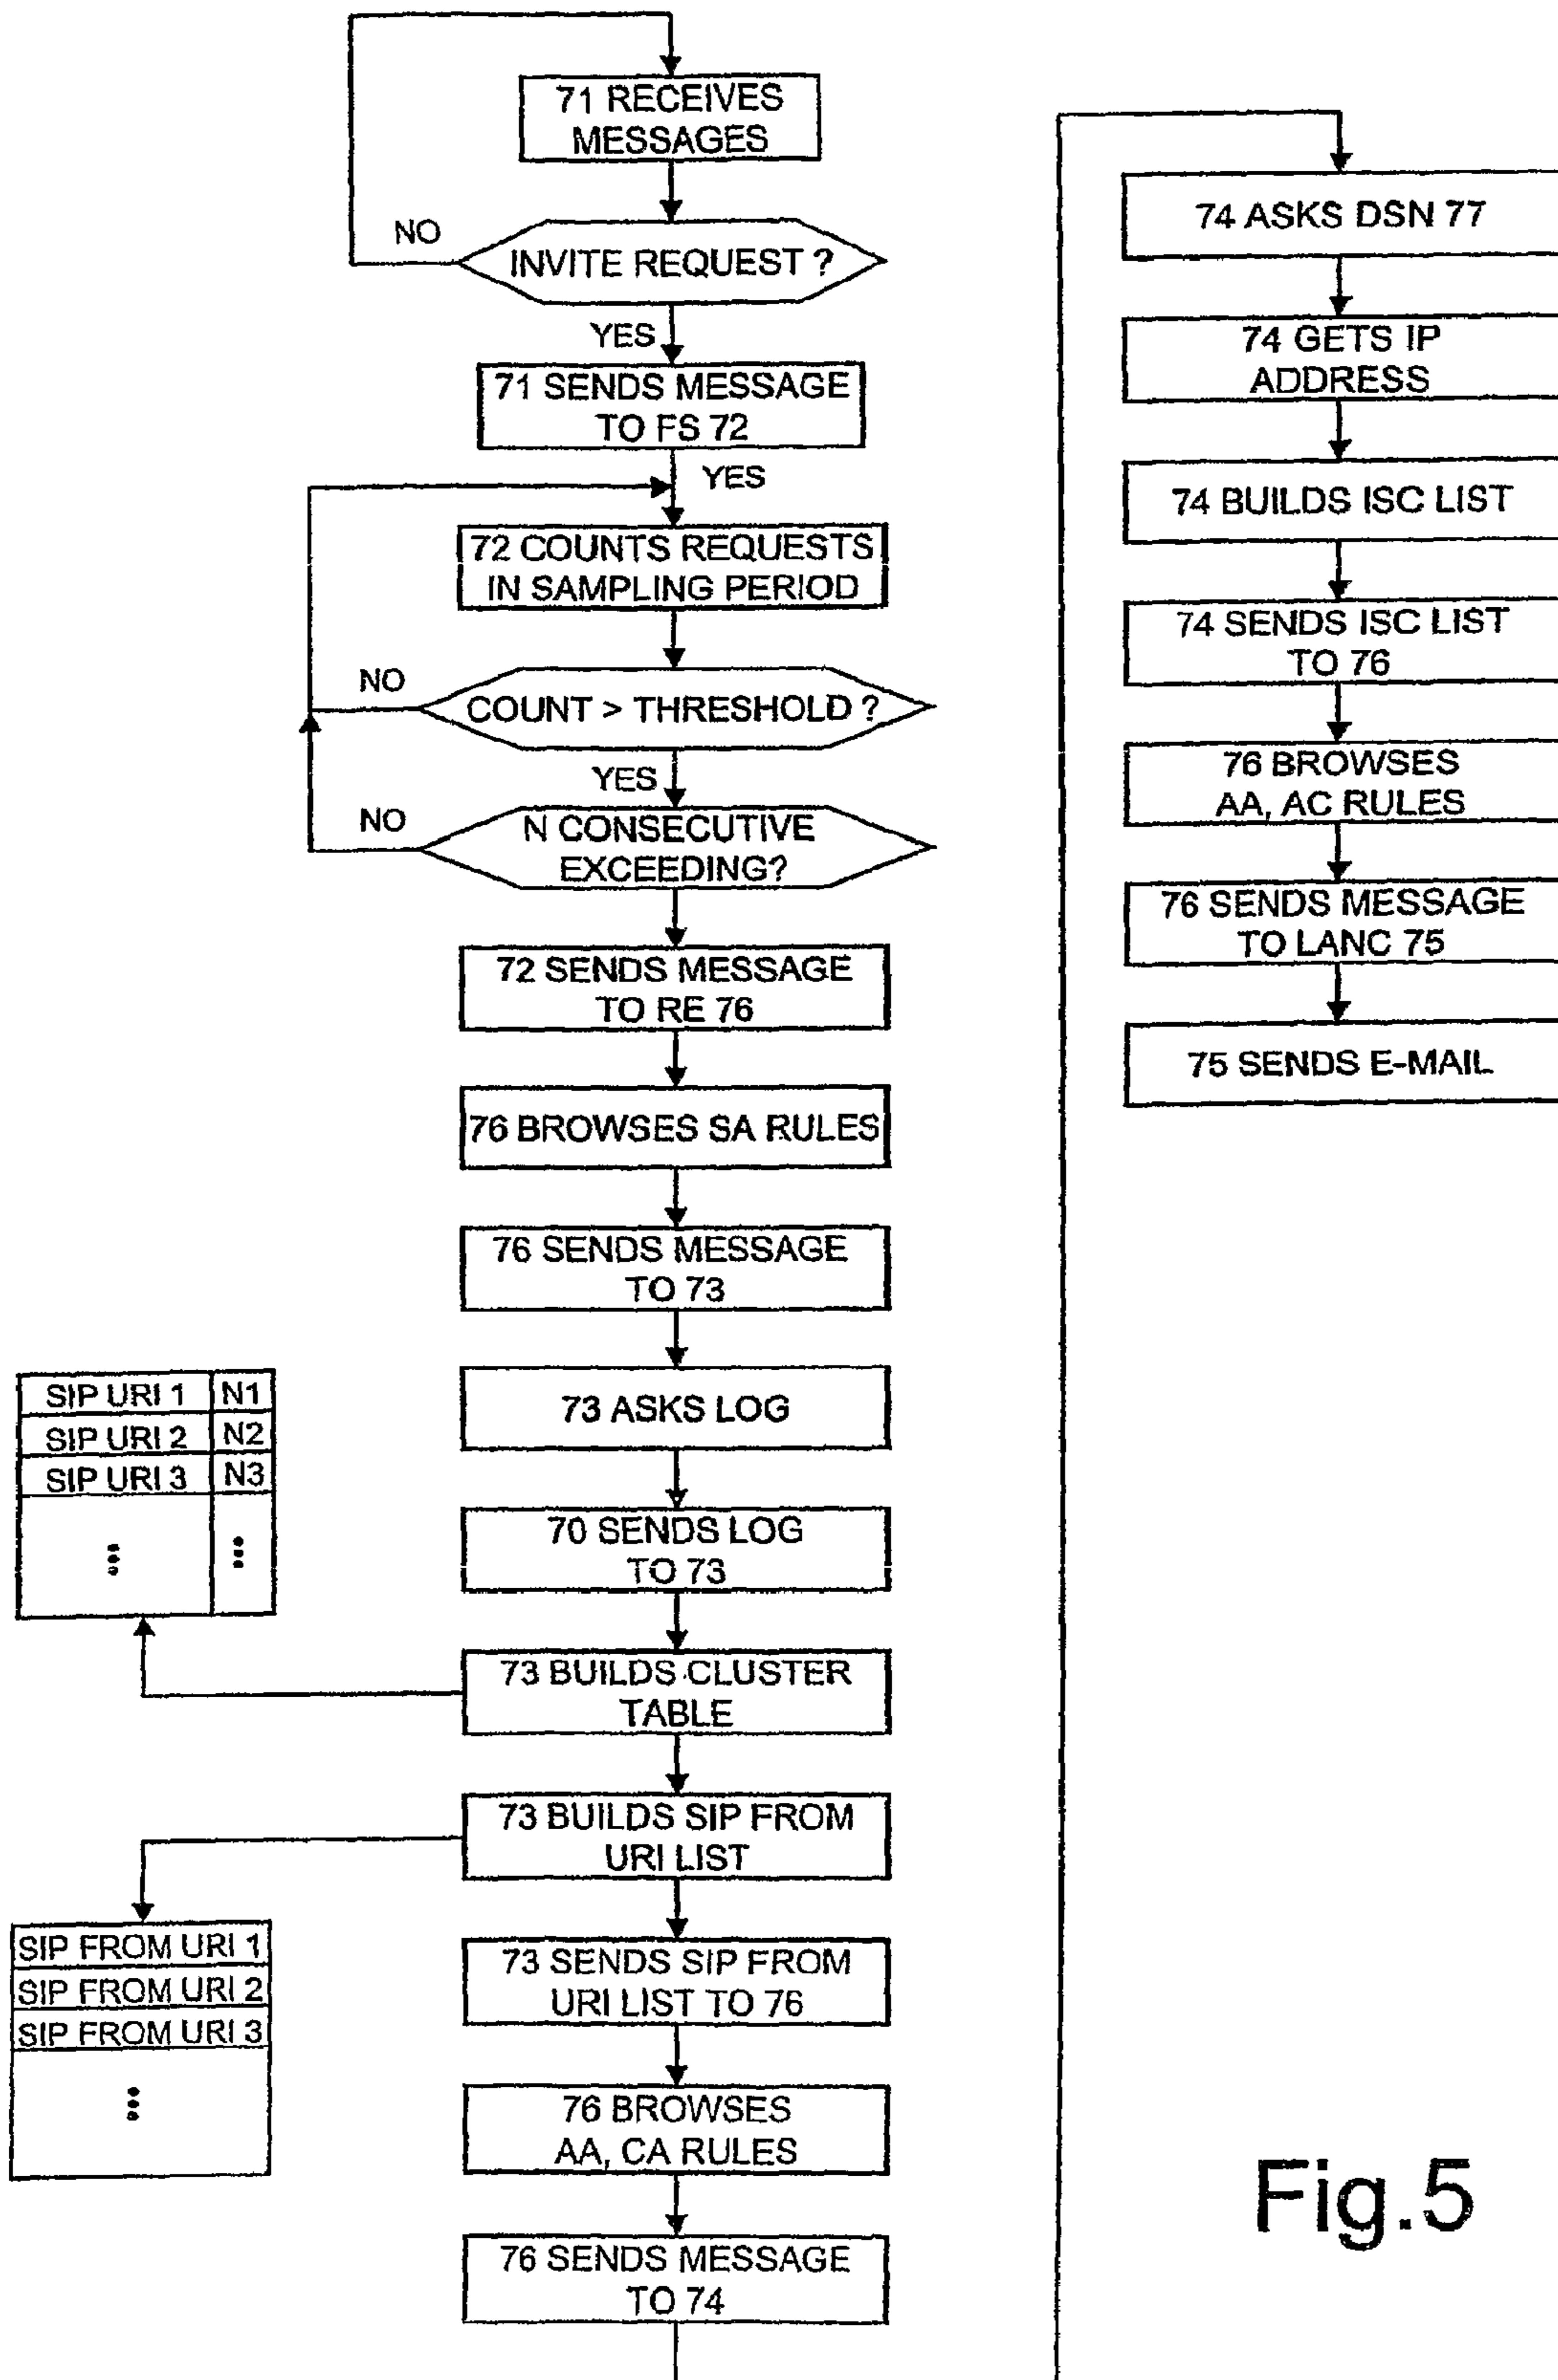 71 RECEIVES
MESSAGES
NO
INVITE REQUEST ?
YES
71 SENDS MESSAGE
TO FS 72
YES
72 COUNTS REQUESTS
IN SAMPLING PERIOD
NO
COUNT > THRESHOLD ?
YES
NO
N CONSECUTIVE
EXCEEDING?
72 SENDS MESSAGE
TO RE 76
76 BROWSES SA RULES
76 SENDS MESSAGE
TO 73
73 ASKS LOG
70 SENDS LOG
TO 73
73 BUILDS CLUSTER
TABLE
SIP URI 1 N1
SIP URI 2 N2
SIP URI 3 N3
... ...
73 BUILDS SIP FROM
URI LIST
SIP FROM URI 1
SIP FROM URI 2
SIP FROM URI 3
...
73 SENDS SIP FROM
URI LIST TO 76
76 BROWSES
AA, CA RULES
76 SENDS MESSAGE
TO 74
74 ASKS DSN 77
74 GETS IP
ADDRESS
74 BUILDS ISC LIST
74 SENDS ISC LIST
TO 76
76 BROWSES
AA, AC RULES
76 SENDS MESSAGE
TO LANC 75
75 SENDS E-MAIL
Fig.5